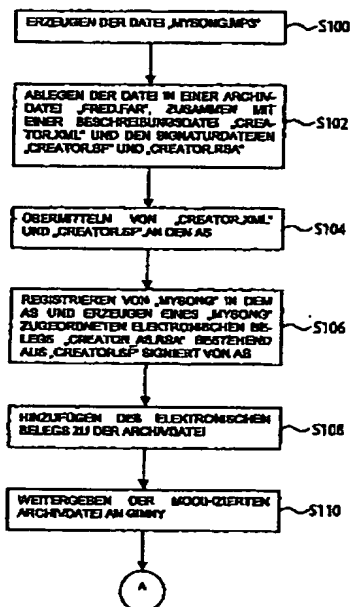 ERZEUGEN DER DATEI „MYSONG.MP3“
S100
ABLEGEN DER DATEI IN EINER ARCHIV-
DATEI „FRED.FAR“, ZUSAMMEN MIT
EINER BESCHREIBUNGSDATEI „CREA-
TOR.XML“ UND DEN SIGNATURDATEIEN
„CREATOR.SF“ UND „CREATOR.RSA“
S102
ÜBERMITTELN VON „CREATOR.XML“
UND „CREATOR.SF“ AN DEN AS
S104
REGISTRIEREN VON „MYSONG“ IN DEM
AS UND ERZEUGEN EINES „MYSONG“
ZUGEORDNETEN ELEKTRONISCHEN BE-
LEGS „CREATOR_AS.RSA“ BESTEHEND
AUS „CREATOR.SF“ SIGNIERT VON AS
S106
HINZUFÜGEN DES ELEKTRONISCHEN
BELEGS ZU DER ARCHIVDATEI
S108
WEITERGEBEN DER MODIFIZIERTEN
ARCHIVDATEI AN GINNY
S110
A